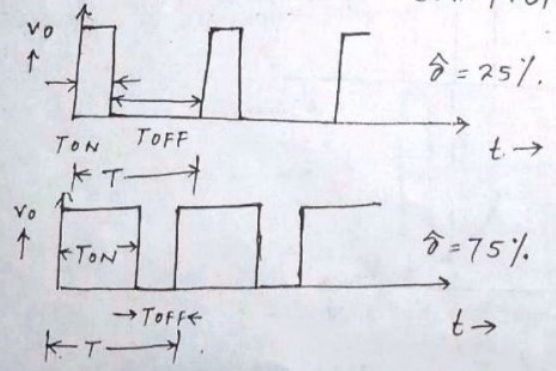 vo
↑
δ̂ = 25%.
TON TOFF
t →
T
vo
↑
TON
δ̂ = 75%.
→ TOFF ←
t →
T